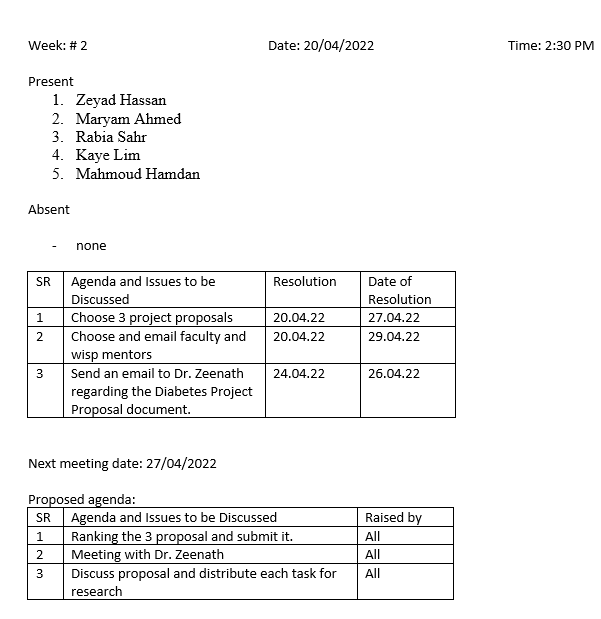 Week: # 2 Date: 20/04/2022 Time: 2:30 PM
Present
1. Zeyad Hassan
2. Maryam Ahmed
3. Rabia Sahr
4. Kaye Lim
5. Mahmoud Hamdan
Absent
- none
SR Agenda and Issues to be Discussed Resolution Date of Resolution
1 Choose 3 project proposals 20.04.22 27.04.22
2 Choose and email faculty and wisp mentors 20.04.22 29.04.22
3 Send an email to Dr. Zeenath regarding the Diabetes Project Proposal document. 24.04.22 26.04.22
Next meeting date: 27/04/2022
Proposed agenda:
SR Agenda and Issues to be Discussed Raised by
1 Ranking the 3 proposal and submit it. All
2 Meeting with Dr. Zeenath All
3 Discuss proposal and distribute each task for research All